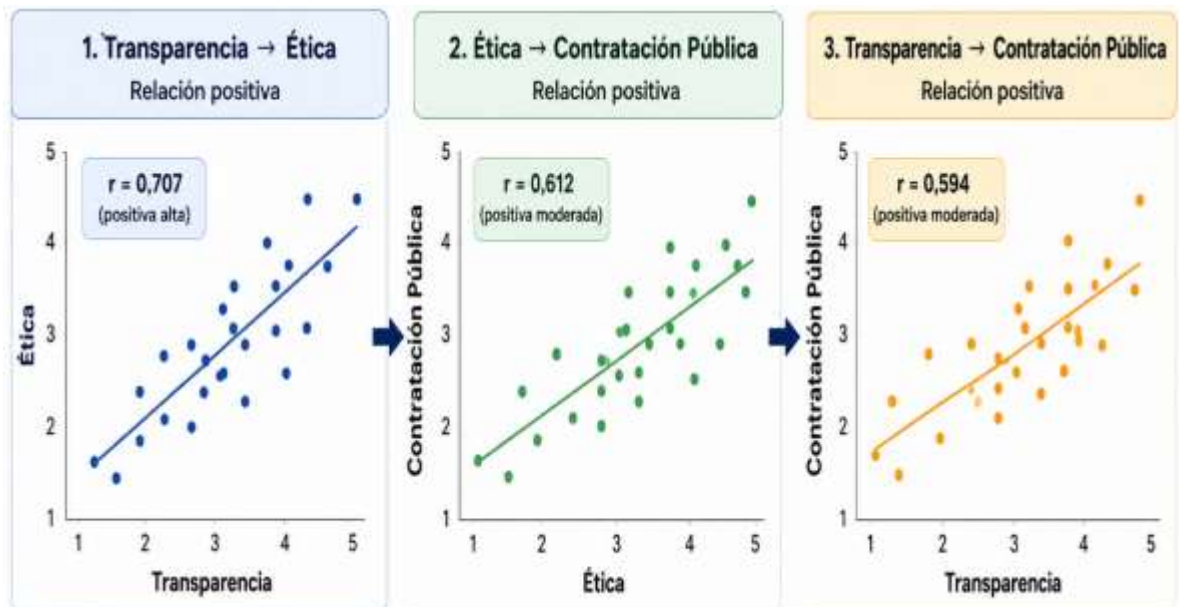 1. Transparencia → Ética
Relación positiva
5
r = 0,707
(positiva alta)
4
3
2
1
Ética
1 2 3 4 5
Transparencia
2. Ética → Contratación Pública
Relación positiva
5
r = 0,612
(positiva moderada)
4
3
2
1
Contratación Pública
1 2 3 4 5
Ética
3. Transparencia → Contratación Pública
Relación positiva
5
r = 0,594
(positiva moderada)
4
3
2
1
Contratación Pública
1 2 3 4 5
Transparencia